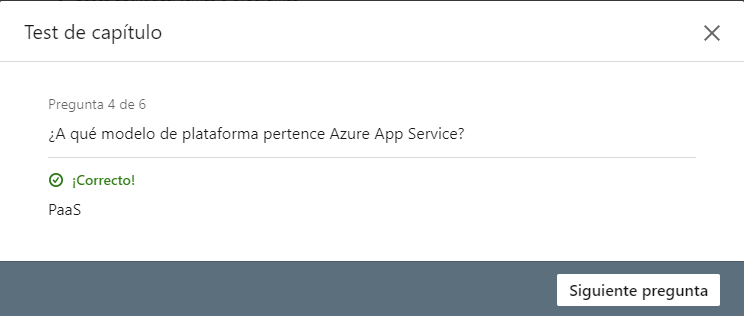 Test de capítulo
Pregunta 4 de 6
¿A qué modelo de plataforma pertence Azure App Service?
¡Correcto!
PaaS
Siguiente pregunta